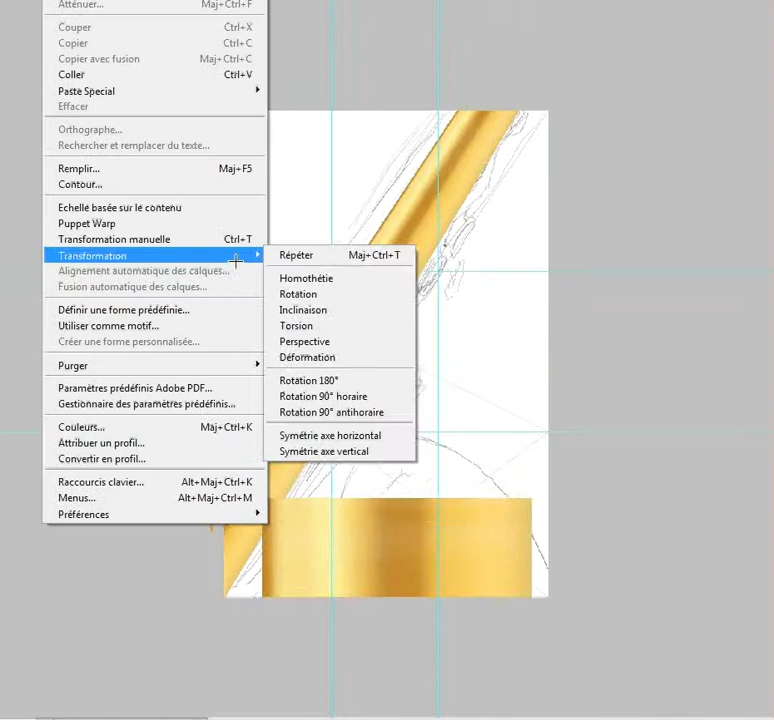 Atténuer... Maj+Ctrl+F
Couper Ctrl+X
Copier Ctrl+C
Copier avec fusion Maj+Ctrl+C
Coller Ctrl+V
Paste Special
Effacer
Orthographe...
Rechercher et remplacer du texte...
Remplir... Maj+F5
Contour...
Echelle basée sur le contenu
Puppet Warp
Transformation manuelle Ctrl+T
Transformation
Alignement automatique des calques...
Fusion automatique des calques...
Définir une forme prédéfinie...
Utiliser comme motif...
Créer une forme personnalisée...
Purger
Paramètres prédéfinis Adobe PDF...
Gestionnaire des paramètres prédéfinis...
Couleurs... Maj+Ctrl+K
Attribuer un profil...
Convertir en profil...
Raccourcis clavier... Alt+Maj+Ctrl+K
Menus... Alt+Maj+Ctrl+M
Préférences
Répéter Maj+Ctrl+T
Homothétie
Rotation
Inclinaison
Torsion
Perspective
Déformation
Rotation 180°
Rotation 90° horaire
Rotation 90° antihoraire
Symétrie axe horizontal
Symétrie axe vertical